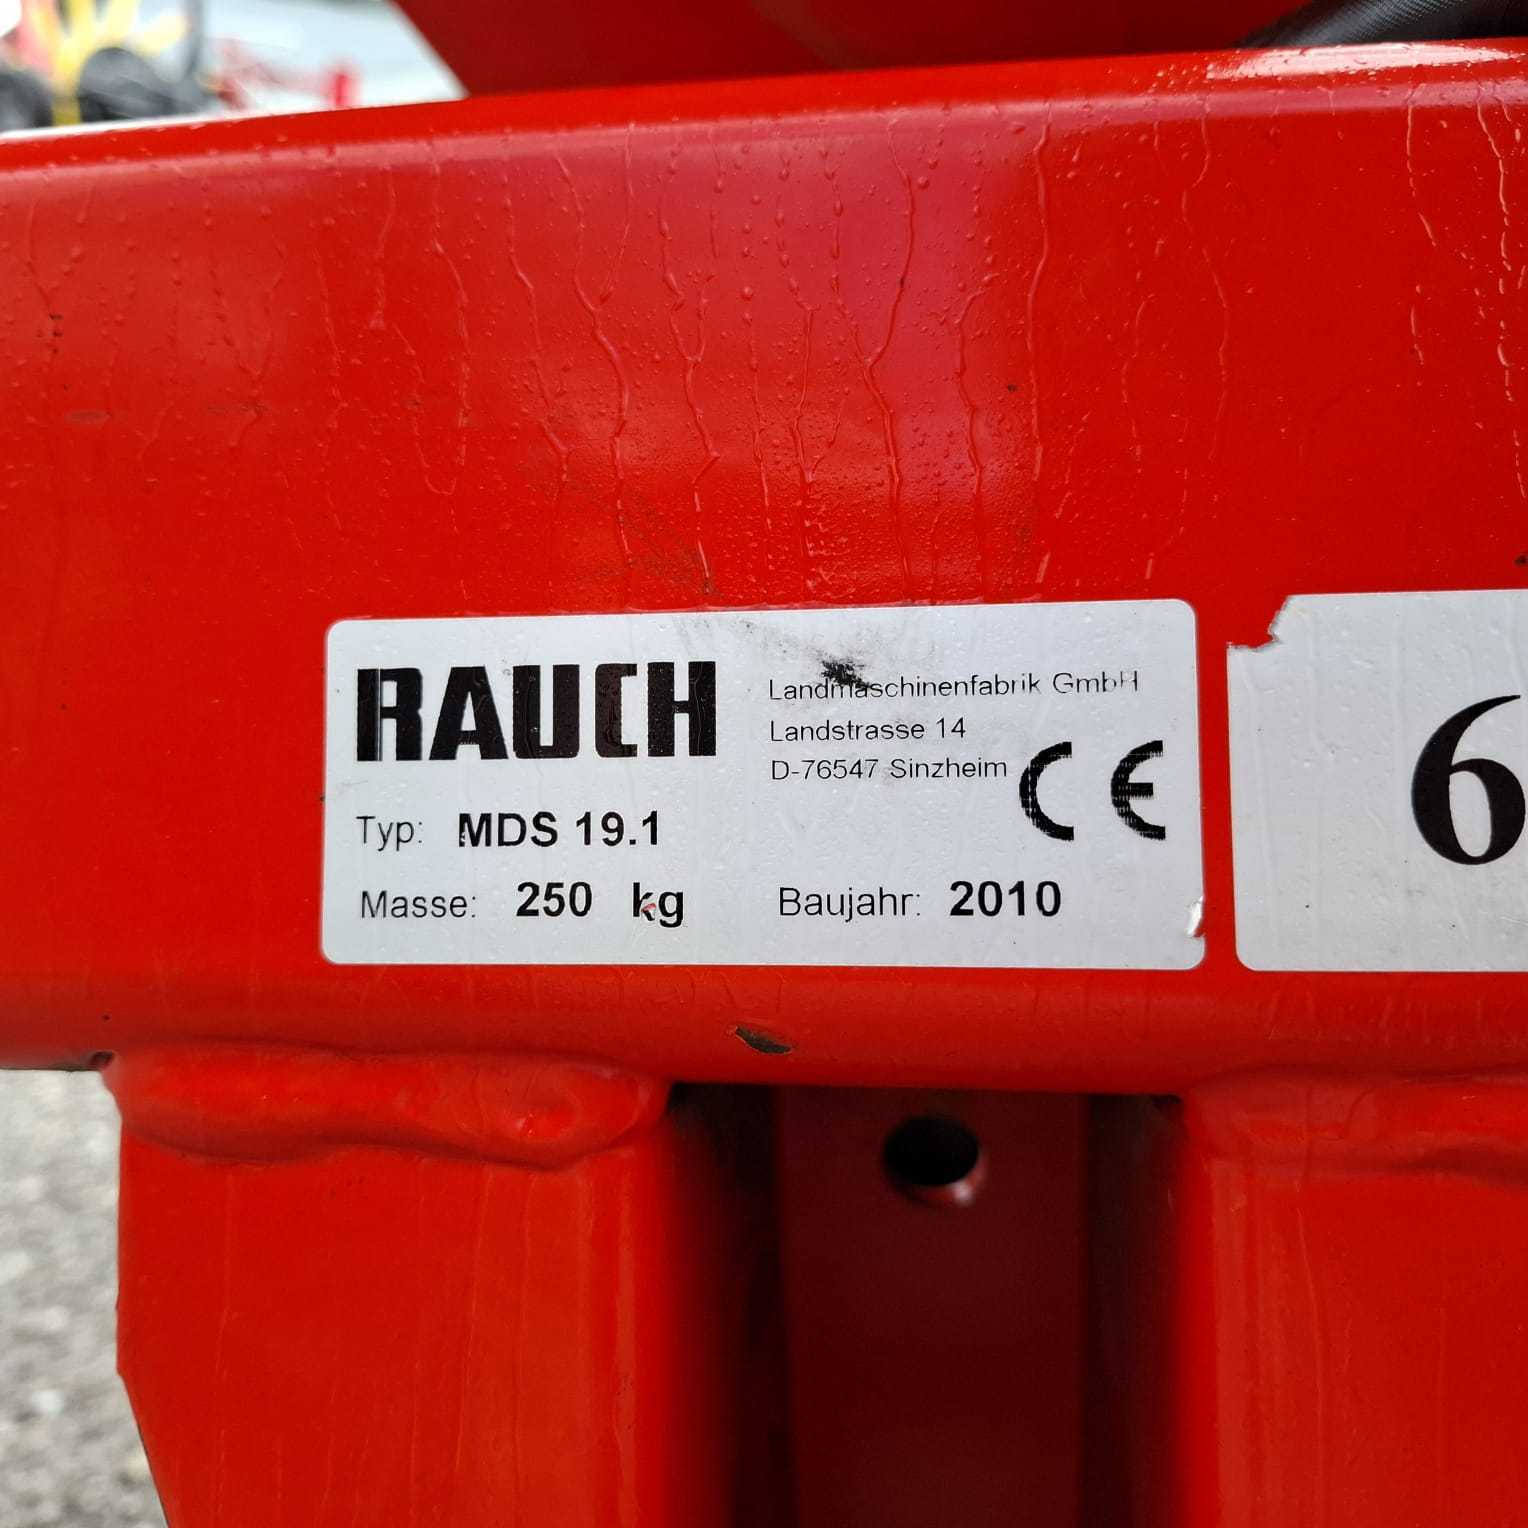 RAUCH
Landmaschinenfabrik GmbH
Landstrasse 14
D-76547 Sinzheim
CE
Typ: MDS 19.1
Masse: 250 kg
Baujahr: 2010
6